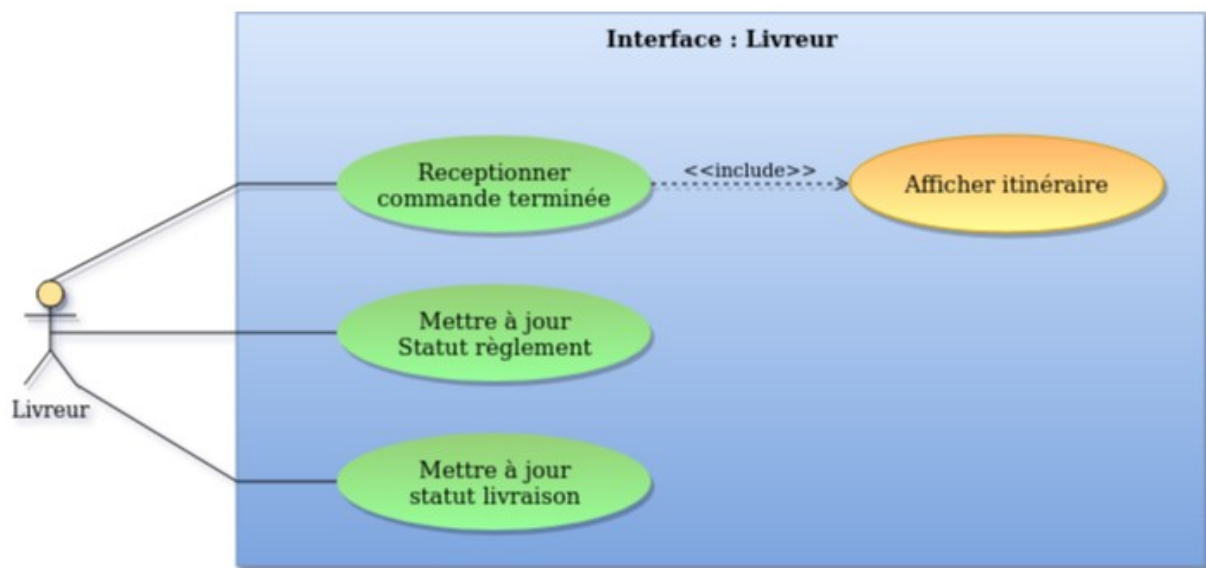 Interface : Livreur
Receptionner
commande terminée
<<include>>
Afficher itinéraire
Mettre à jour
Statut règlement
Livreur
Mettre à jour
statut livraison